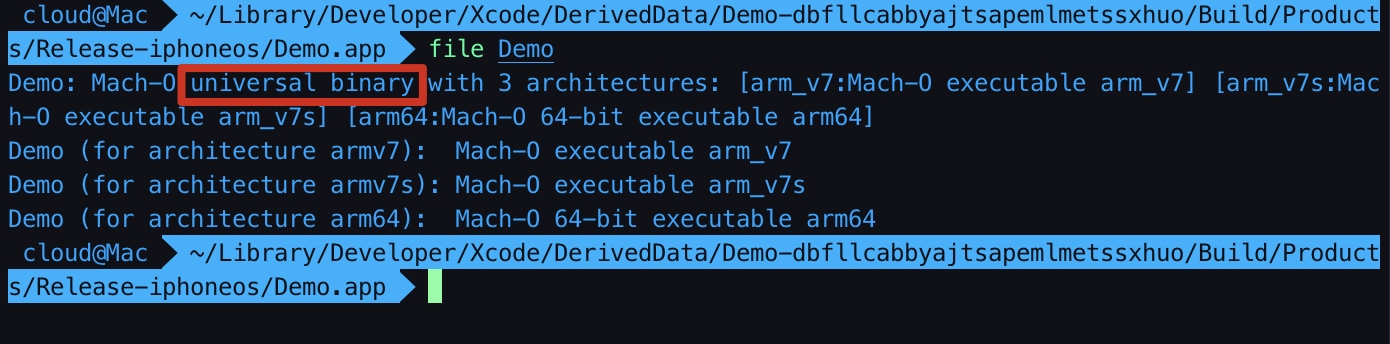 cloud@Mac ~/Library/Developer/Xcode/DerivedData/Demo-dbfllcabbyajtsapemlmetssxhuo/Build/Product
s/Release-iphoneos/Demo.app file Demo
Demo: Mach-O universal binary with 3 architectures: [arm_v7:Mach-O executable arm_v7] [arm_v7s:Mac
h-O executable arm_v7s] [arm64:Mach-O 64-bit executable arm64]
Demo (for architecture armv7):  Mach-O executable arm_v7
Demo (for architecture armv7s): Mach-O executable arm_v7s
Demo (for architecture arm64):  Mach-O 64-bit executable arm64
cloud@Mac ~/Library/Developer/Xcode/DerivedData/Demo-dbfllcabbyajtsapemlmetssxhuo/Build/Product
s/Release-iphoneos/Demo.app